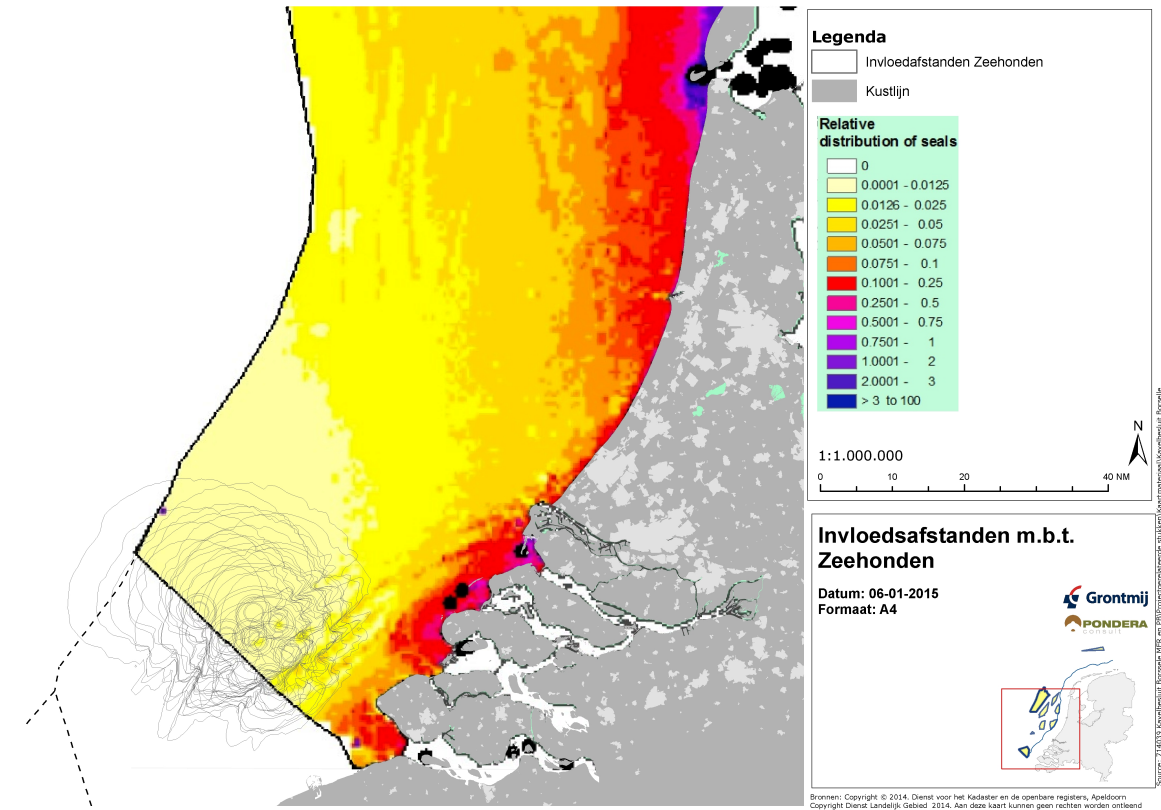 Legenda
Invloedafstanden Zeehonden
Kustlijn
Relative
distribution of seals
0
0.0001 - 0.0125
0.0126 - 0.025
0.0251 - 0.05
0.0501 - 0.075
0.0751 - 0.1
0.1001 - 0.25
0.2501 - 0.5
0.5001 - 0.75
0.7501 - 1
1.0001 - 2
2.0001 - 3
> 3 to 100
N
1:1.000.000
0 10 20 40 NM
Invloedsafstanden m.b.t.
Zeehonden
Datum: 06-01-2015
Formaat: A4
Grontmij
PONDERA
consult
Bronnen: Copyright © 2014. Dienst voor het Kadaster en de openbare registers, Apeldoorn
Copyright Dienst Landelijk Gebied 2014. Aan deze kaart kunnen geen rechten worden ontleend